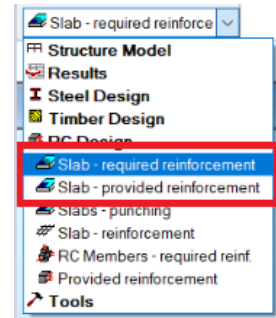 Slab - required reinforce
Structure Model
Results
Steel Design
Timber Design
RC Design
Slab - required reinforcement
Slab - provided reinforcement
Slabs - punching
Slab - reinforcement
RC Members - required reinf.
Provided reinforcement
Tools